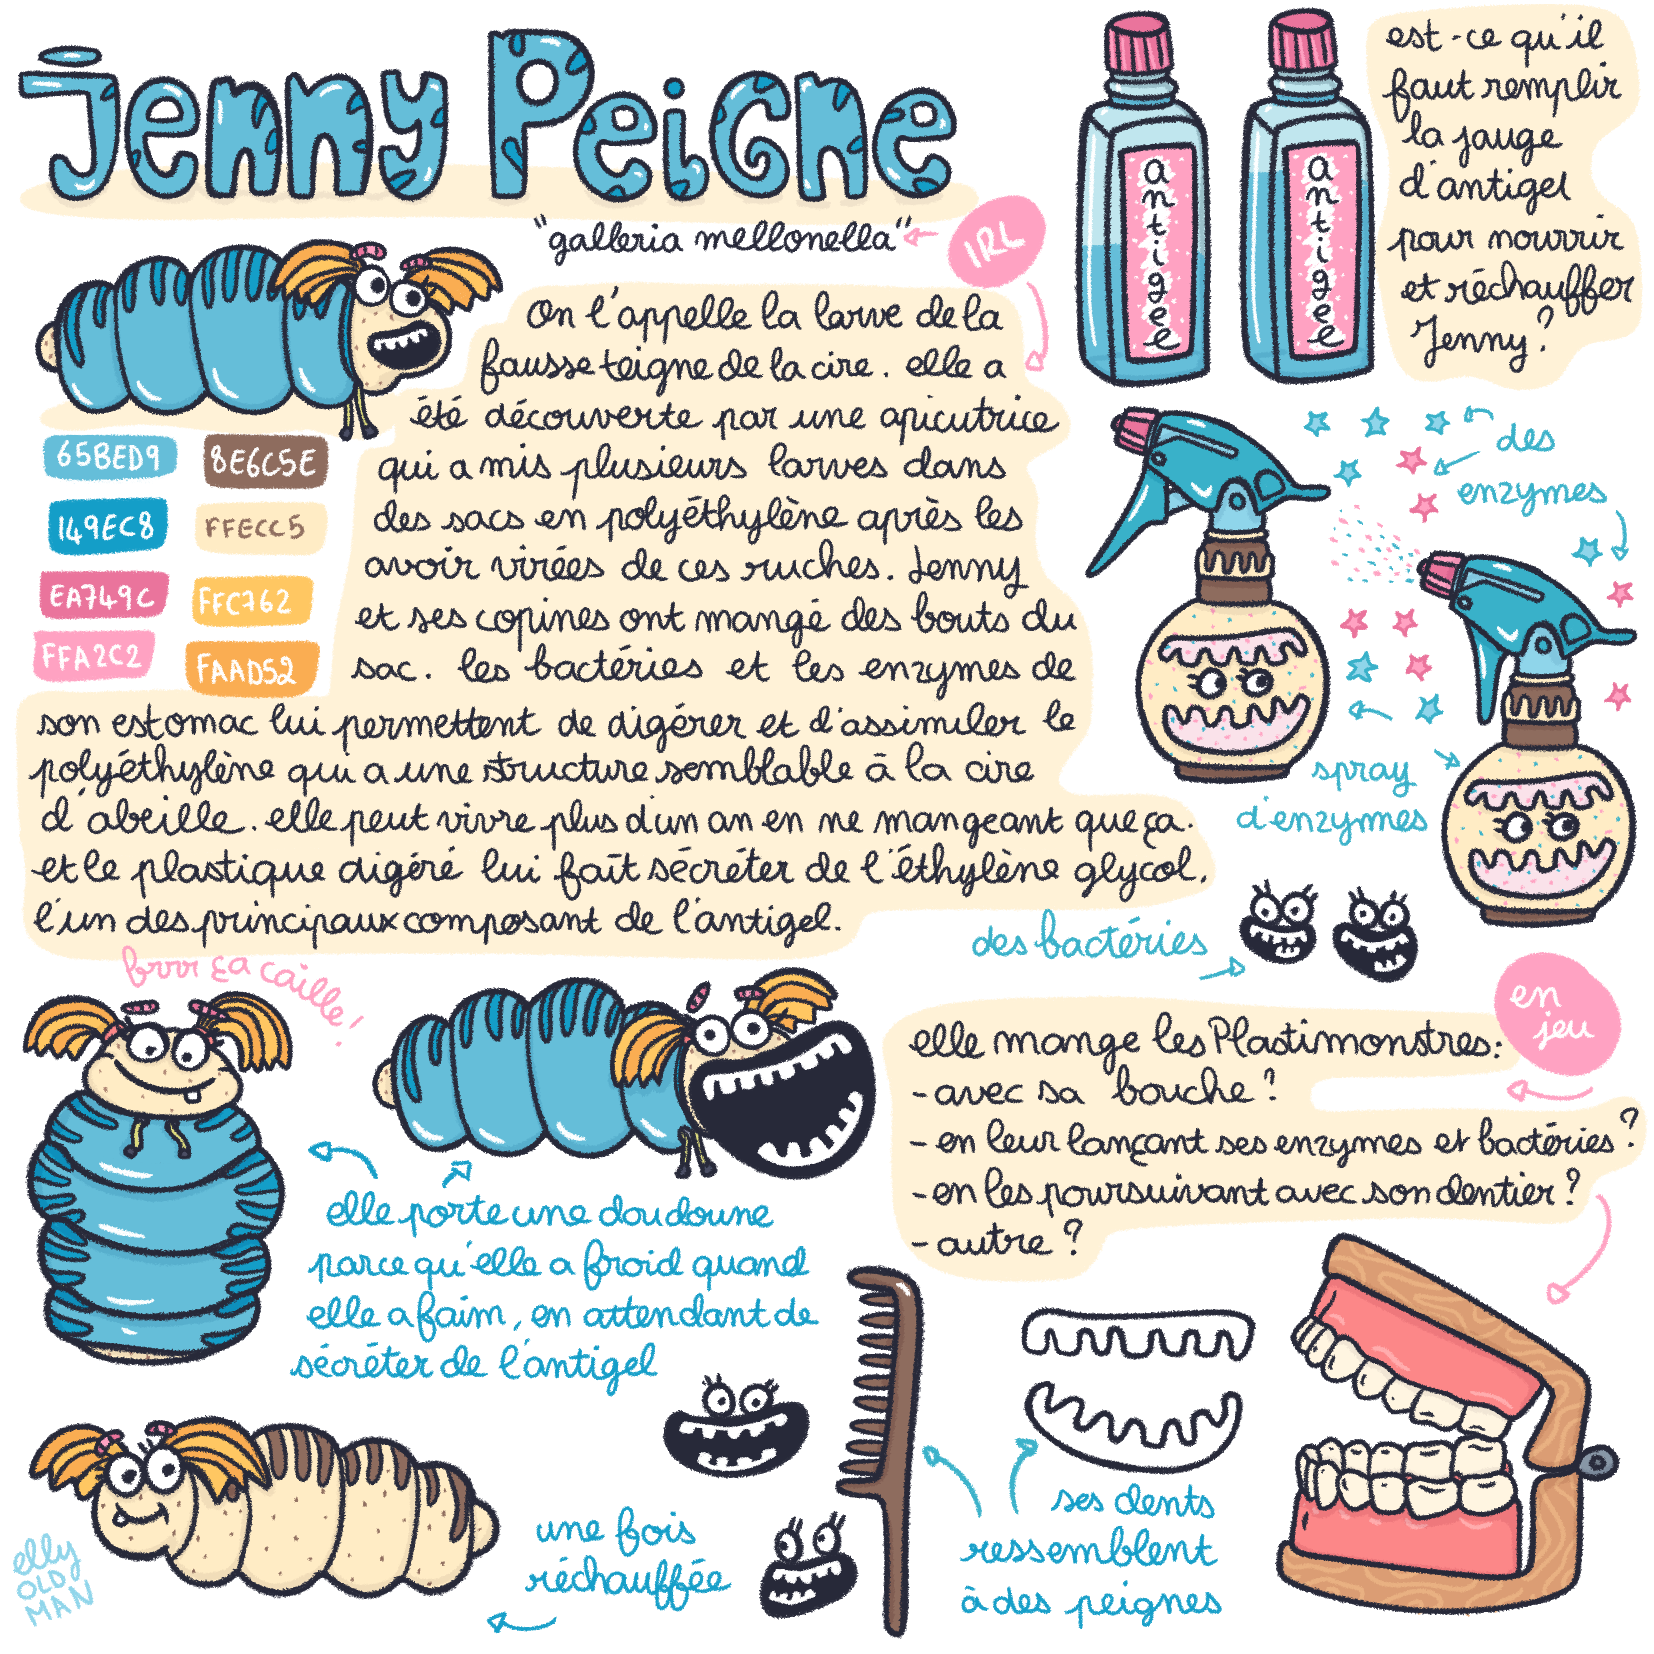 Jenny Peigne
"galleria mellonella"
IRL
On l'appelle la larve de la
fausse teigne de la cire. elle a
été découverte par une apicutrice
qui a mis plusieurs larves dans
des sacs en polyéthylène après les
avoir virées de ces ruches. Jenny
et ses copines ont mangé des bouts du
sac. les bactéries et les enzymes de
son estomac lui permettent de digérer et d'assimiler le
polyéthylène qui a une structure semblable à la cire
d'abeille. elle peut vivre plus d'un an en ne mangeant que ça.
et le plastique digéré lui fait sécréter de l'éthylène glycol,
l'un des principaux composant de l'antigel.
65BED9
8E6C5E
149EC8
FFECC5
EA749C
FFC762
FFA2C2
FAAD52
antigel
antigel
est-ce qu'il
faut remplir
la jauge
d'antigel
pour nourrir
et réchauffer
Jenny?
des
enzymes
spray
d'enzymes
des bactéries
brrr ça caille!
en
jeu
elle mange les Plastimonstres:
- avec sa bouche?
- en leur lançant ses enzymes et bactéries?
- en les poursuivant avec son dentier?
- autre?
elle porte une doudoune
parce qu'elle a froid quand
elle a faim, en attendant de
sécréter de l'antigel
une fois
réchauffée
ses dents
ressemblent
à des peignes
elly
OLD
MAN